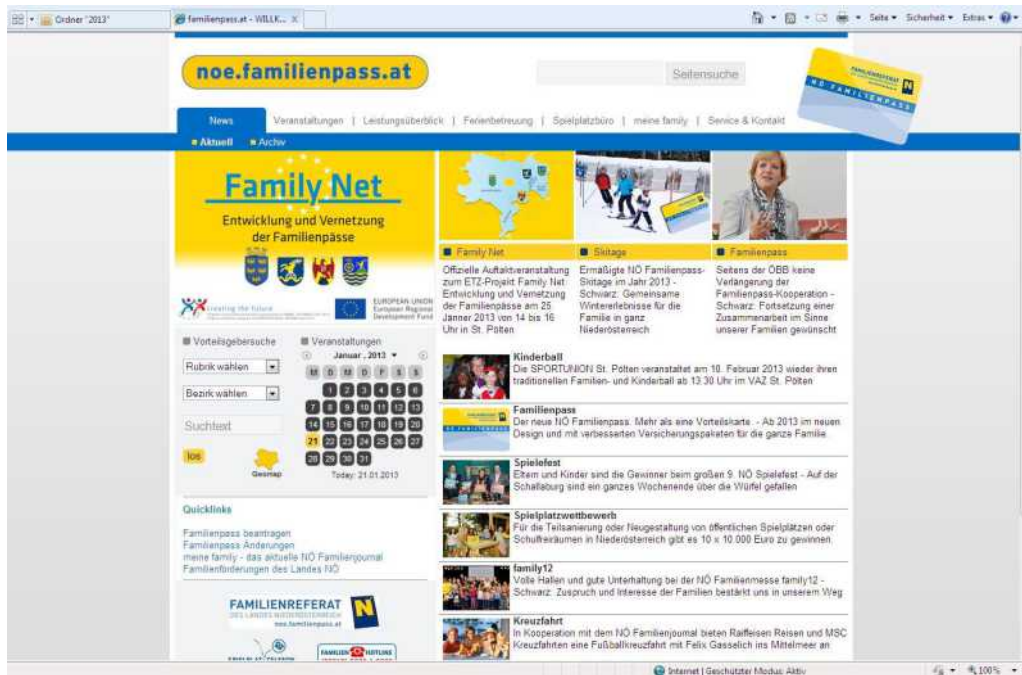 Ordner "2013"
familienpass.at - WILLK... X
Seite Sicherheit Extras
noe.familienpass.at
Seitensuche
FAMILIENREFERAT
NÖ FAMILIENPASS
News Veranstaltungen | Leistungsüberblick | Ferienbetreuung | Spielplatzbüro | meine family | Service & Kontakt
Aktuell Archiv
Family Net
Entwicklung und Vernetzung
der Familienpässe
creating the future
EUROPEAN UNION
European Regional
Development Fund
Family Net
Offizielle Auftaktveranstaltung
zum ETZ-Projekt Family Net:
Entwicklung und Vernetzung
der Familienpässe am 25.
Jänner 2013 von 14 bis 16
Uhr in St. Pölten
Skitage
Ermäßigte NÖ Familienpass-
Skitage im Jahr 2013 -
Schwarz: Gemeinsame
Wintererlebnisse für die
Familie in ganz
Niederösterreich
Familienpass
Seitens der ÖBB keine
Verlängerung der
Familienpass-Kooperation -
Schwarz: Fortsetzung einer
Zusammenarbeit im Sinne
unserer Familien gewünscht
Vorteilsgebersuche
Rubrik wählen
Bezirk wählen
Suchtext
los
Geomap
Veranstaltungen
Januar, 2013
M D M D F S S
1 2 3 4 5 6
7 8 9 10 11 12 13
14 15 16 17 18 19 20
21 22 23 24 25 26 27
28 29 30 31
Today: 21.01.2013
Quicklinks
Familienpass beantragen
Familienpass Änderungen
meine family - das aktuelle NÖ Familienjournal
Familienförderungen des Landes NÖ
FAMILIENREFERAT
DES LANDES NIEDERÖSTERREICH
noe.familienpass.at
FAMILIEN HOTLINE
Kinderball
Die SPORTUNION St. Pölten veranstaltet am 10. Februar 2013 wieder ihren
traditionellen Familien- und Kinderball ab 13.30 Uhr im VAZ St. Pölten
Familienpass
Der neue NÖ Familienpass. Mehr als eine Vorteilskarte. - Ab 2013 im neuen
Design und mit verbesserten Versicherungspaketen für die ganze Familie
Spielefest
Eltern und Kinder sind die Gewinner beim großen 9. NÖ Spielefest - Auf der
Schallaburg sind ein ganzes Wochenende über die Würfel gefallen
Spielplatzwettbewerb
Für die Teilsanierung oder Neugestaltung von öffentlichen Spielplätzen oder
Schulfreiräumen in Niederösterreich gibt es 10 x 10.000 Euro zu gewinnen.
family12
Volle Hallen und gute Unterhaltung bei der NÖ Familienmesse family12 -
Schwarz: Zuspruch und Interesse der Familien bestärkt uns in unserem Weg
Kreuzfahrt
In Kooperation mit dem NÖ Familienjournal bieten Raiffeisen Reisen und MSC
Kreuzfahrten eine Fußballkreuzfahrt mit Felix Gasselich ins Mittelmeer an
Internet | Geschützter Modus: Aktiv
100%